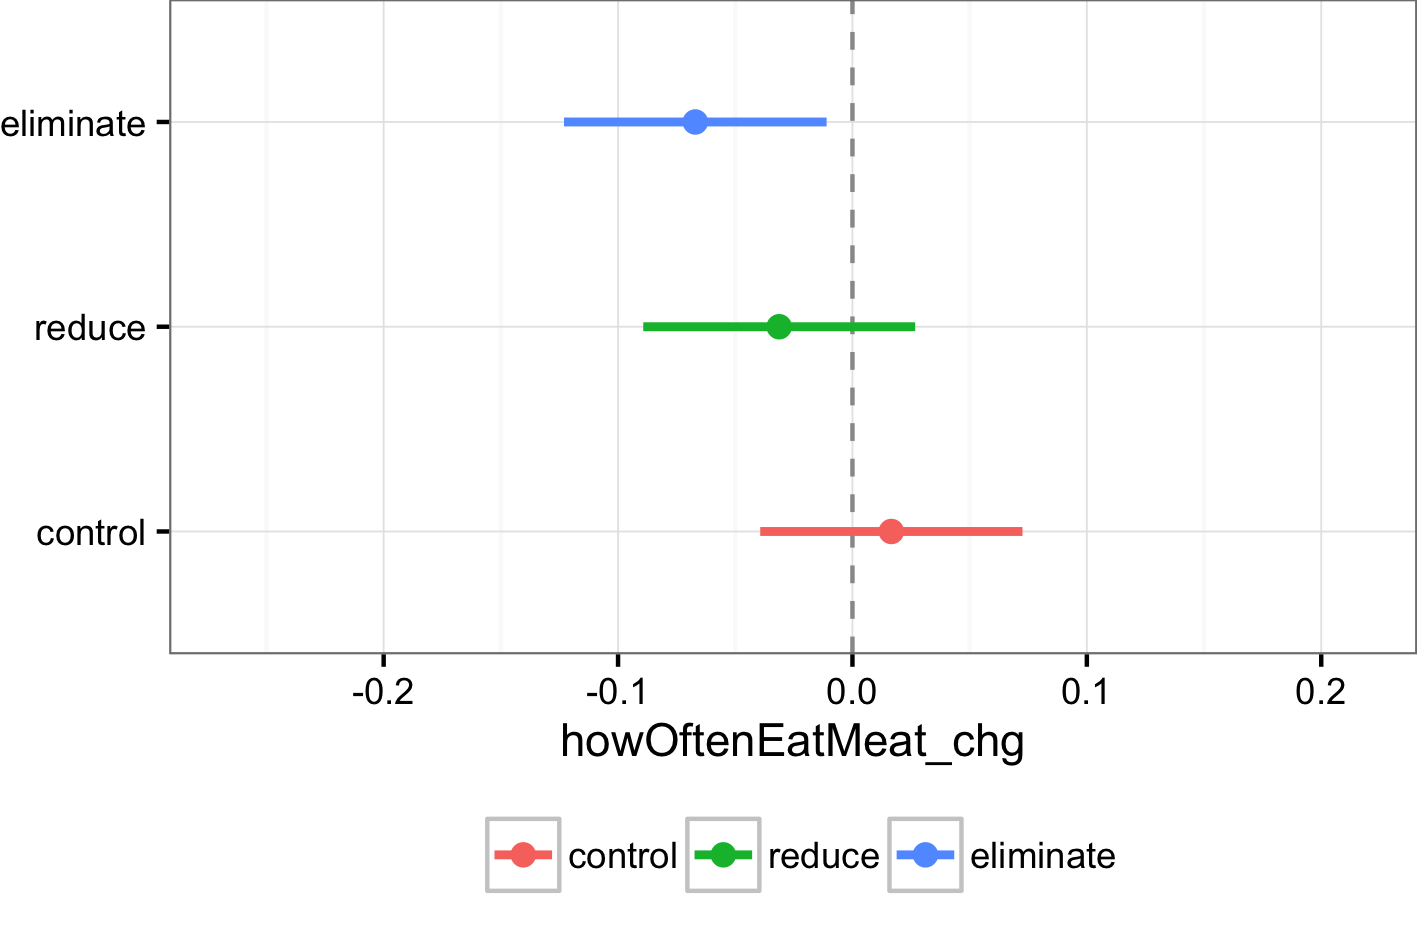 eliminate
reduce
control
-0.2 -0.1 0.0 0.1 0.2
howOftenEatMeat_chg
control reduce eliminate